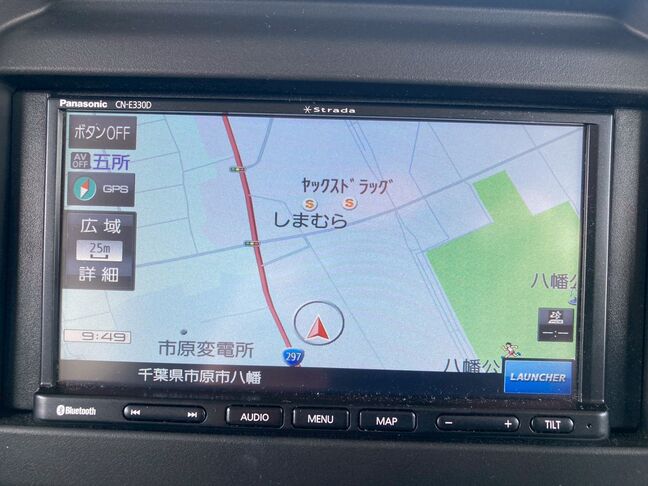 Panasonic CN-E330D
Strada
ボタンOFF
AV OFF 五所
GPS
ヤックスドラッグ
S S
しまむら
広域
25m
詳細
八幡公
9:49
-:--
市原変電所
297
八幡公
LAUNCHER
千葉県市原市八幡
Bluetooth
AUDIO
MENU
MAP
− +
TILT